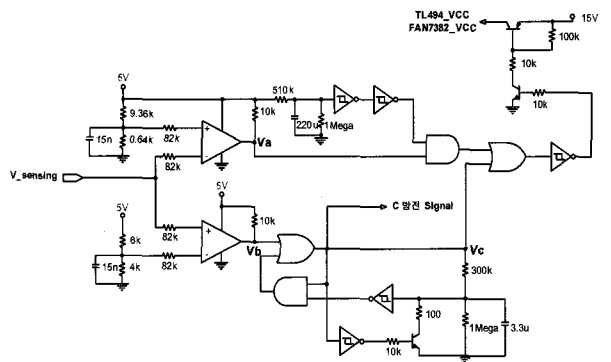 TL494_VCC
FAN7382_VCC
15V
100k
10k
10k
5V
9.36k
15n
0.64k
82k
82k
+
-
10k
Va
510k
220u
1Mega
V_sensing
5V
6k
15n
4k
82k
82k
+
-
5V
10k
Vb
C 방전 Signal
Vc
300k
100
1Mega
3.3u
10k